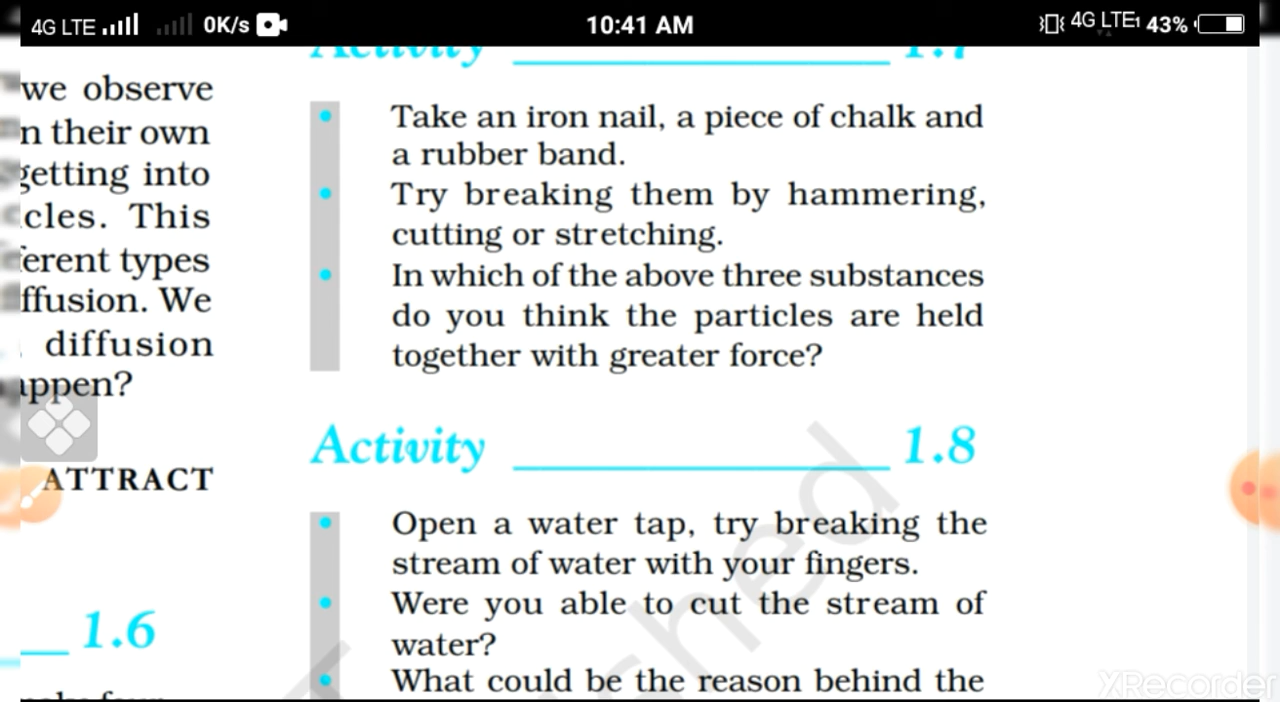 4G LTE 0K/s 10:41 AM 4G LTE 43%
we observe
n their own
getting into
cles. This
erent types
ffusion. We
diffusion
appen?
ATTRACT
1.6
Activity 1.7
Take an iron nail, a piece of chalk and
a rubber band.
Try breaking them by hammering,
cutting or stretching.
In which of the above three substances
do you think the particles are held
together with greater force?
Activity 1.8
Open a water tap, try breaking the
stream of water with your fingers.
Were you able to cut the stream of
water?
What could be the reason behind the
XRecorder